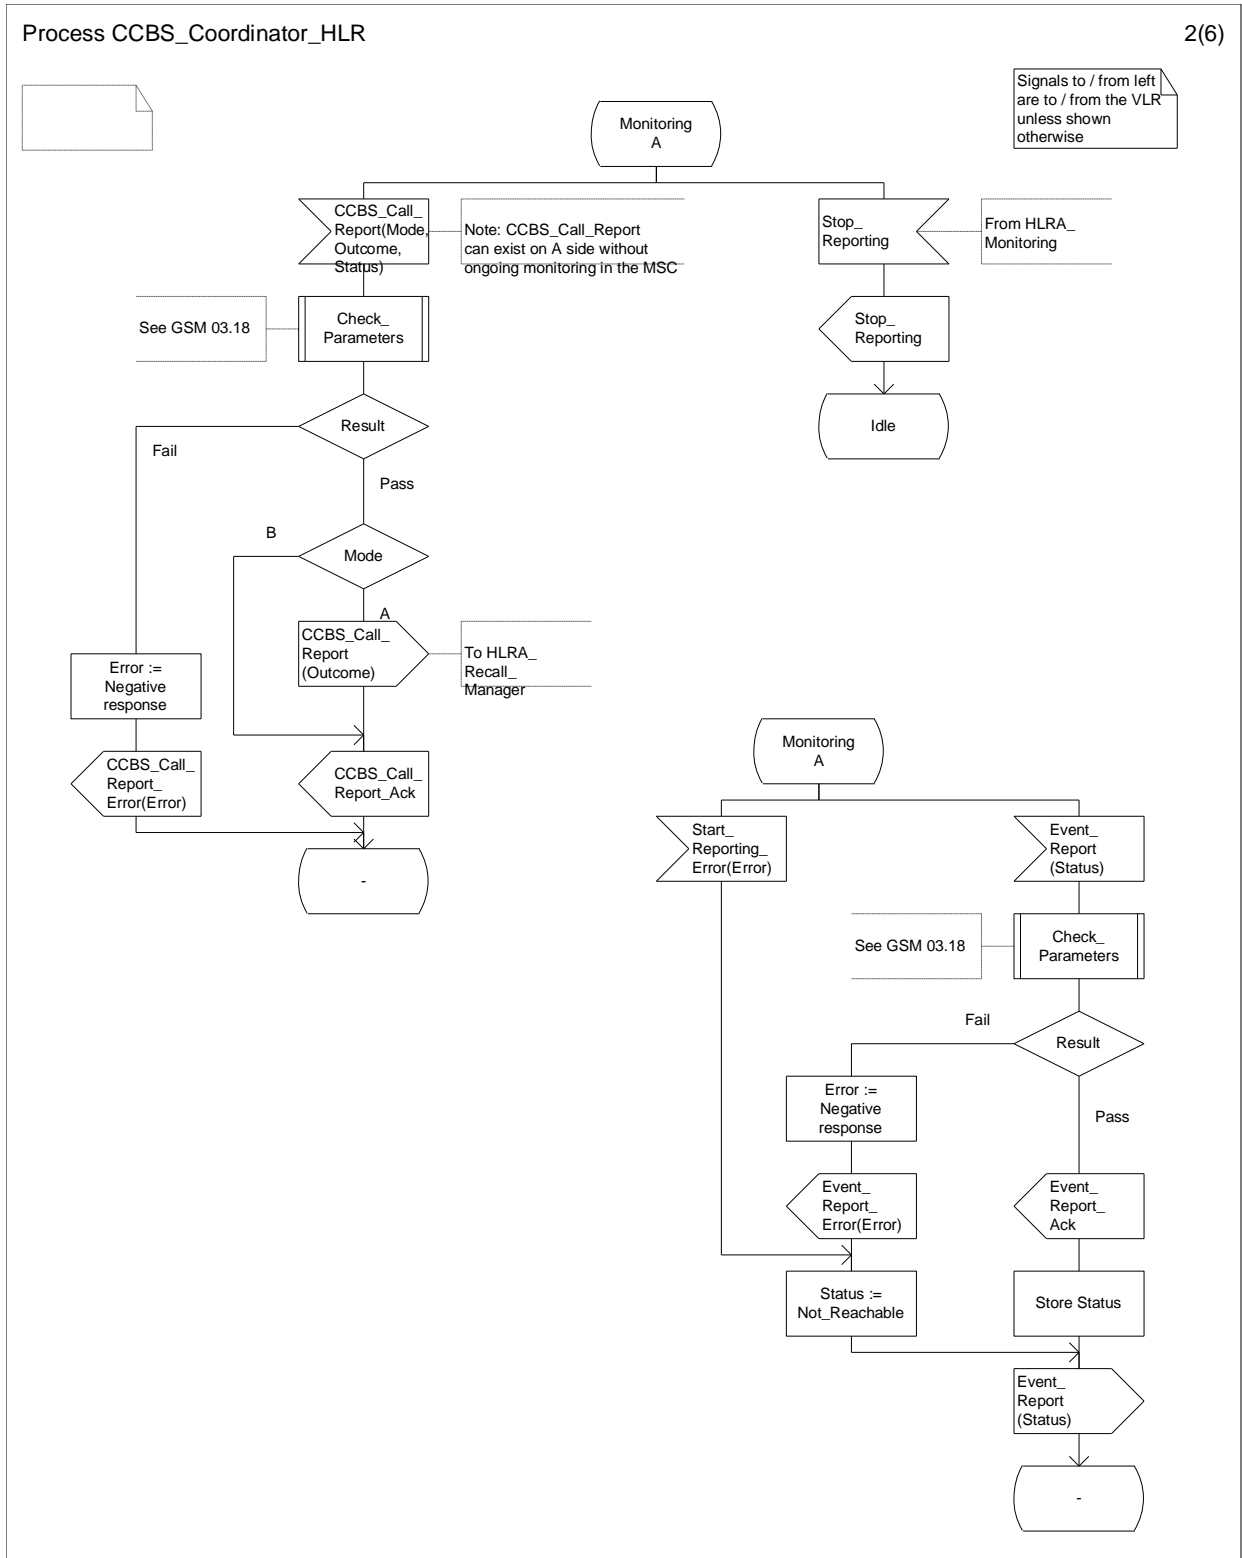 Process CCBS_Coordinator_HLR
2(6)
Signals to / from left
are to / from the VLR
unless shown
otherwise
Monitoring
A
CCBS_Call_
Report(Mode,
Outcome,
Status)
Note: CCBS_Call_Report
can exist on A side without
ongoing monitoring in the MSC
Stop_
Reporting
From HLRA_
Monitoring
See GSM 03.18
Check_
Parameters
Stop_
Reporting
Result
Idle
Fail
Pass
B
Mode
A
CCBS_Call_
Report
(Outcome)
To HLRA_
Recall_
Manager
Error :=
Negative
response
CCBS_Call_
Report_
Error(Error)
CCBS_Call_
Report_Ack
-
Monitoring
A
Start_
Reporting_
Error(Error)
Event_
Report
(Status)
See GSM 03.18
Check_
Parameters
Fail
Result
Error :=
Negative
response
Pass
Event_
Report_
Error(Error)
Event_
Report_
Ack
Status :=
Not_Reachable
Store Status
Event_
Report
(Status)
-